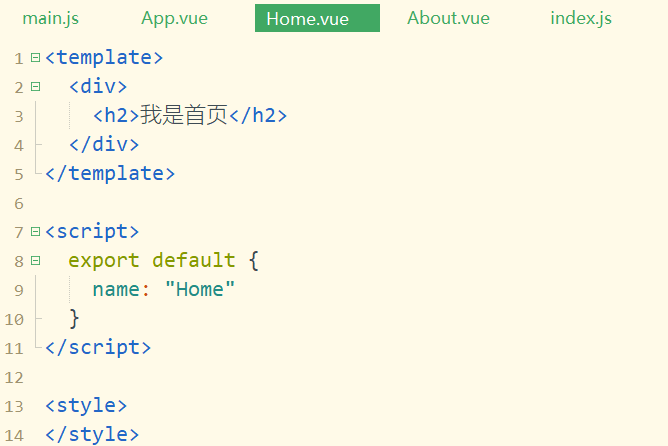 main.js App.vue Home.vue About.vue index.js
1 <template>
2   <div>
3     <h2>我是首页</h2>
4   </div>
5 </template>
6
7 <script>
8   export default {
9     name: "Home"
10   }
11 </script>
12
13 <style>
14 </style>